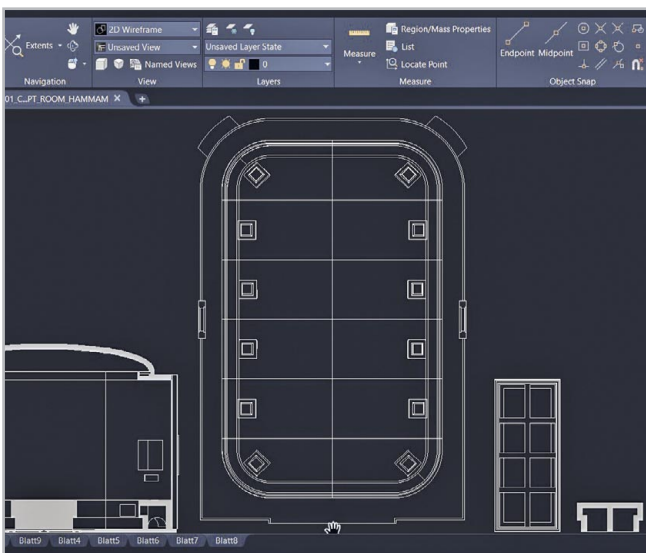 2D Wireframe
Extents
Unsaved View
Named Views
Navigation
View
Unsaved Layer State
0
Layers
Measure
Region/Mass Properties
List
Locate Point
Measure
Endpoint Midpoint
Object Snap
01_C...PT_ROOM_HAMMAM
Blatt9 Blatt4 Blatt5 Blatt6 Blatt7 Blatt8